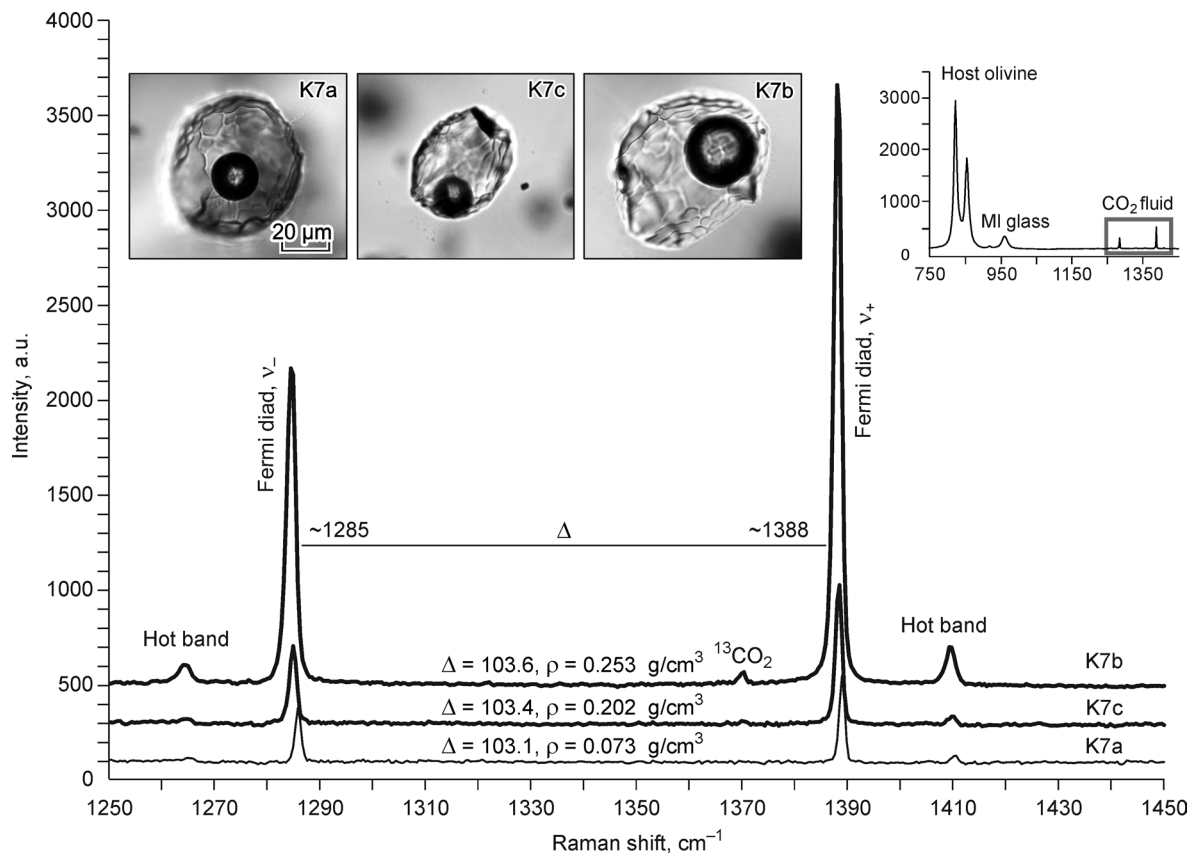 4000
3500
3000
2500
2000
1500
1000
500
0
Intensity, a.u.
K7a
20 µm
K7c
K7b
Host olivine
3000
2000
1000
0
MI glass
CO₂ fluid
750
950
1150
1350
Fermi diad, ν₋
Fermi diad, ν₊
~1285
Δ
~1388
Hot band
¹³CO₂
Hot band
Δ = 103.6, ρ = 0.253 g/cm³
K7b
Δ = 103.4, ρ = 0.202 g/cm³
K7c
Δ = 103.1, ρ = 0.073 g/cm³
K7a
1250
1270
1290
1310
1330
1350
1370
1390
1410
1430
1450
Raman shift, cm⁻¹